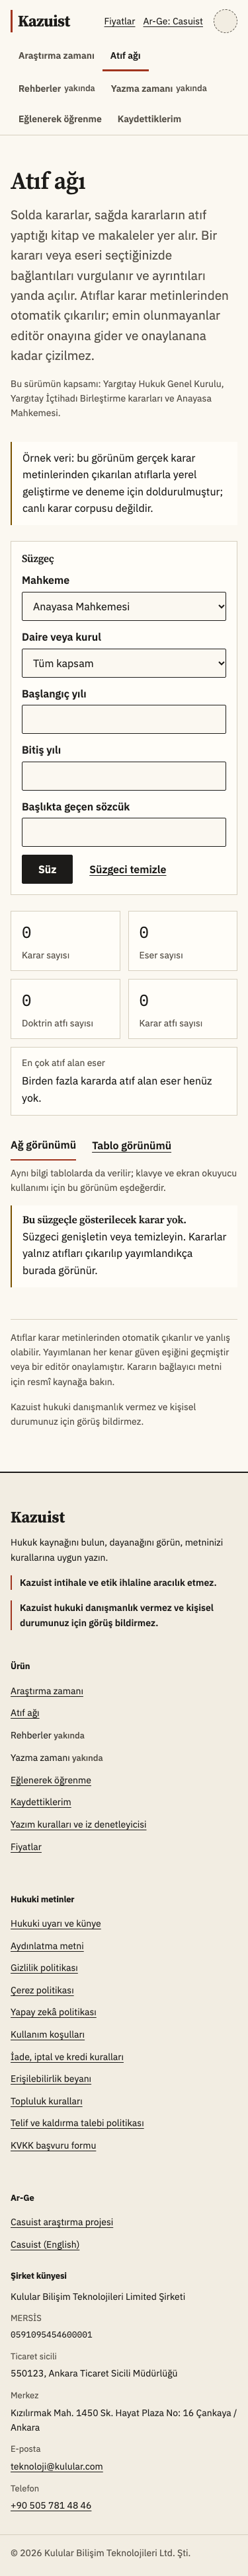 Kazuist
Fiyatlar
Ar-Ge: Casuist
Araştırma zamanı
Atıf ağı
Rehberler yakında
Yazma zamanı yakında
Eğlenerek öğrenme
Kaydettiklerim
Atıf ağı
Solda kararlar, sağda kararların atıf
yaptığı kitap ve makaleler yer alır. Bir
kararı veya eseri seçtiğinizde
bağlantıları vurgulanır ve ayrıntıları
yanda açılır. Atıflar karar metinlerinden
otomatik çıkarılır; emin olunmayanlar
editör onayına gider ve onaylanana
kadar çizilmez.
Bu sürümün kapsamı: Yargıtay Hukuk Genel Kurulu,
Yargıtay İçtihadı Birleştirme kararları ve Anayasa
Mahkemesi.
Örnek veri: bu görünüm gerçek karar
metinlerinden çıkarılan atıflarla yerel
geliştirme ve deneme için doldurulmuştur;
canlı karar corpusu değildir.
Süzgeç
Mahkeme
Anayasa Mahkemesi
Daire veya kurul
Tüm kapsam
Başlangıç yılı
Bitiş yılı
Başlıkta geçen sözcük
Süz
Süzgeci temizle
0
Karar sayısı
0
Eser sayısı
0
Doktrin atfı sayısı
0
Karar atfı sayısı
En çok atıf alan eser
Birden fazla kararda atıf alan eser henüz
yok.
Ağ görünümü
Tablo görünümü
Aynı bilgi tablolarda da verilir; klavye ve ekran okuyucu
kullanımı için bu görünüm eşdeğerdir.
Bu süzgeçle gösterilecek karar yok.
Süzgeci genişletin veya temizleyin. Kararlar
yalnız atıfları çıkarılıp yayımlandıkça
burada görünür.
Atıflar karar metinlerinden otomatik çıkarılır ve yanlış
olabilir. Yayımlanan her kenar güven eşiğini geçmiştir
veya bir editör onaylamıştır. Kararın bağlayıcı metni
için resmî kaynağa bakın.
Kazuist hukuki danışmanlık vermez ve kişisel
durumunuz için görüş bildirmez.
Kazuist
Hukuk kaynağını bulun, dayanağını görün, metninizi
kurallarına uygun yazın.
Kazuist intihale ve etik ihlaline aracılık etmez.
Kazuist hukuki danışmanlık vermez ve kişisel
durumunuz için görüş bildirmez.
Ürün
Araştırma zamanı
Atıf ağı
Rehberler yakında
Yazma zamanı yakında
Eğlenerek öğrenme
Kaydettiklerim
Yazım kuralları ve iz denetleyicisi
Fiyatlar
Hukuki metinler
Hukuki uyarı ve künye
Aydınlatma metni
Gizlilik politikası
Çerez politikası
Yapay zekâ politikası
Kullanım koşulları
İade, iptal ve kredi kuralları
Erişilebilirlik beyanı
Topluluk kuralları
Telif ve kaldırma talebi politikası
KVKK başvuru formu
Ar-Ge
Casuist araştırma projesi
Casuist (English)
Şirket künyesi
Kulular Bilişim Teknolojileri Limited Şirketi
MERSİS
0591095454600001
Ticaret sicili
550123, Ankara Ticaret Sicili Müdürlüğü
Merkez
Kızılırmak Mah. 1450 Sk. Hayat Plaza No: 16 Çankaya /
Ankara
E-posta
teknoloji@kulular.com
Telefon
+90 505 781 48 46
© 2026 Kulular Bilişim Teknolojileri Ltd. Şti.